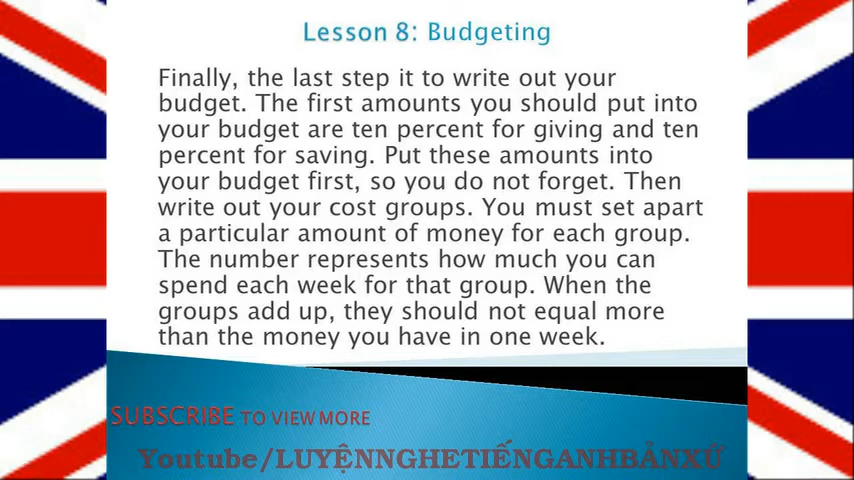 Lesson 8: Budgeting
Finally, the last step it to write out your
budget. The first amounts you should put into
your budget are ten percent for giving and ten
percent for saving. Put these amounts into
your budget first, so you do not forget. Then
write out your cost groups. You must set apart
a particular amount of money for each group.
The number represents how much you can
spend each week for that group. When the
groups add up, they should not equal more
than the money you have in one week.
SUBSCRIBE TO VIEW MORE
Youtube/LUYỆNNGHETIẾNGANHBẢNXỨ